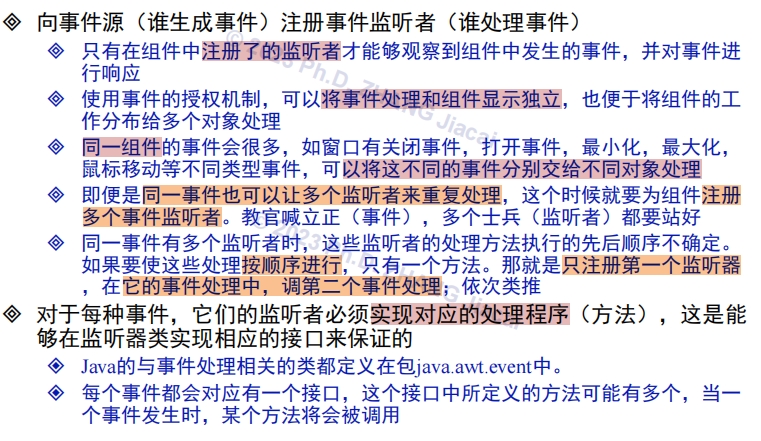 向事件源（谁生成事件）注册事件监听者（谁处理事件）
只有在组件中注册了的监听者才能够观察到组件中发生的事件，并对事件进
行响应
使用事件的授权机制，可以将事件处理和组件显示独立，也便于将组件的工
作分布给多个对象处理
同一组件的事件会很多，如窗口有关闭事件，打开事件，最小化，最大化，
鼠标移动等不同类型事件，可以将这不同的事件分别交给不同对象处理
即便是同一事件也可以让多个监听者来重复处理，这个时候就要为组件注册
多个事件监听者。教官喊立正（事件），多个士兵（监听者）都要站好
同一事件有多个监听者时，这些监听者的处理方法执行的先后顺序不确定。
如果要使这些处理按顺序进行，只有一个方法。那就是只注册第一个监听器
，在它的事件处理中，调第二个事件处理；依次类推
对于每种事件，它们的监听者必须实现对应的处理程序（方法），这是能
够在监听器类实现相应的接口来保证的
Java的与事件处理相关的类都定义在包java.awt.event中。
每个事件都会对应有一个接口，这个接口中所定义的方法可能有多个，当一
个事件发生时，某个方法将会被调用